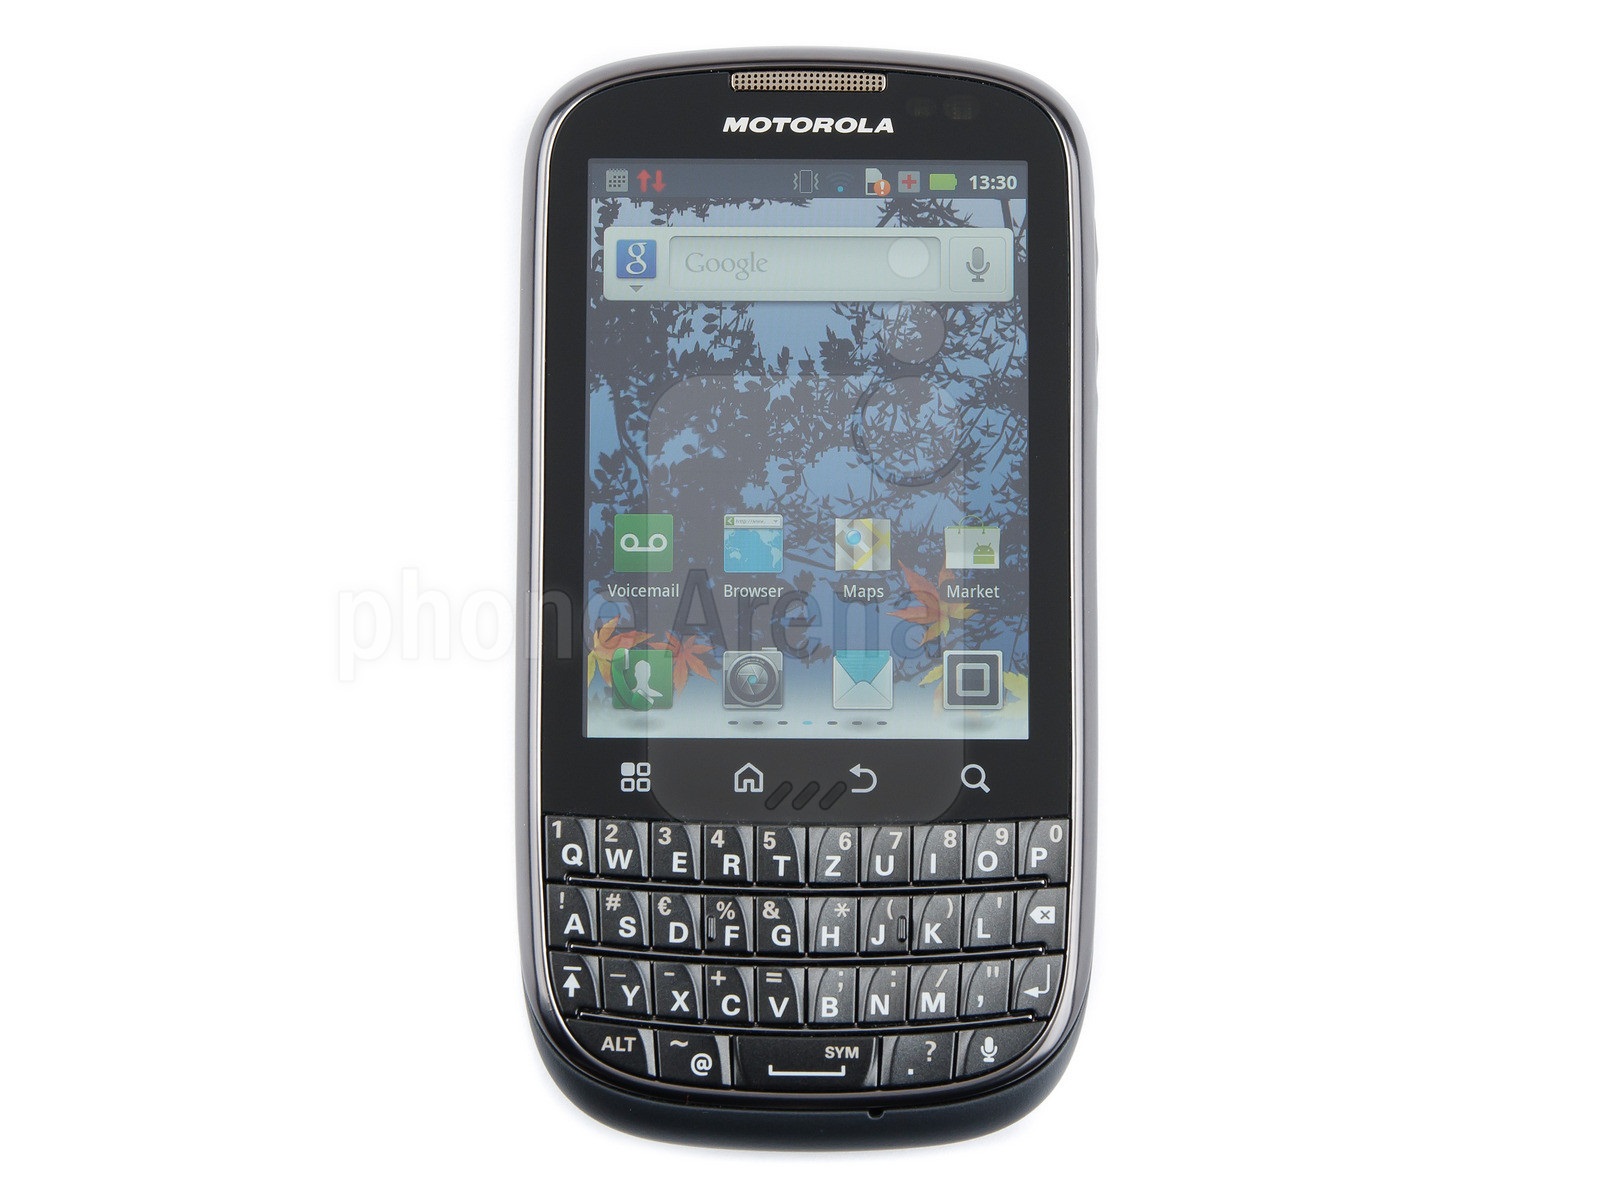 MOTOROLA
13:30
g Google
Voicemail Browser Maps Market
phoneArena
1 2 3 4 5 6 7 8 9 0
Q W E R T Z U I O P
! # € % & * ( ) '
A S D F G H J K L
_ - + = ; : / "
Y X C V B N M ,
ALT ~ @ SYM . ?